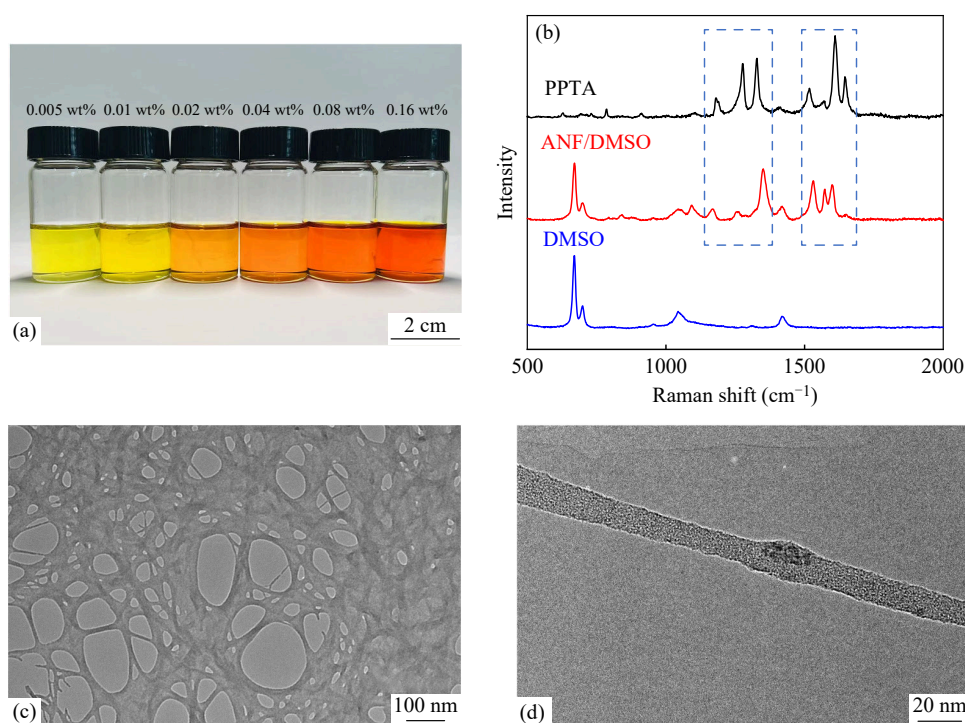 0.005 wt% 0.01 wt% 0.02 wt% 0.04 wt% 0.08 wt% 0.16 wt%
2 cm
(a)
(b)
PPTA
ANF/DMSO
DMSO
Intensity
500 1000 1500 2000
Raman shift (cm⁻¹)
(c)
100 nm
(d)
20 nm